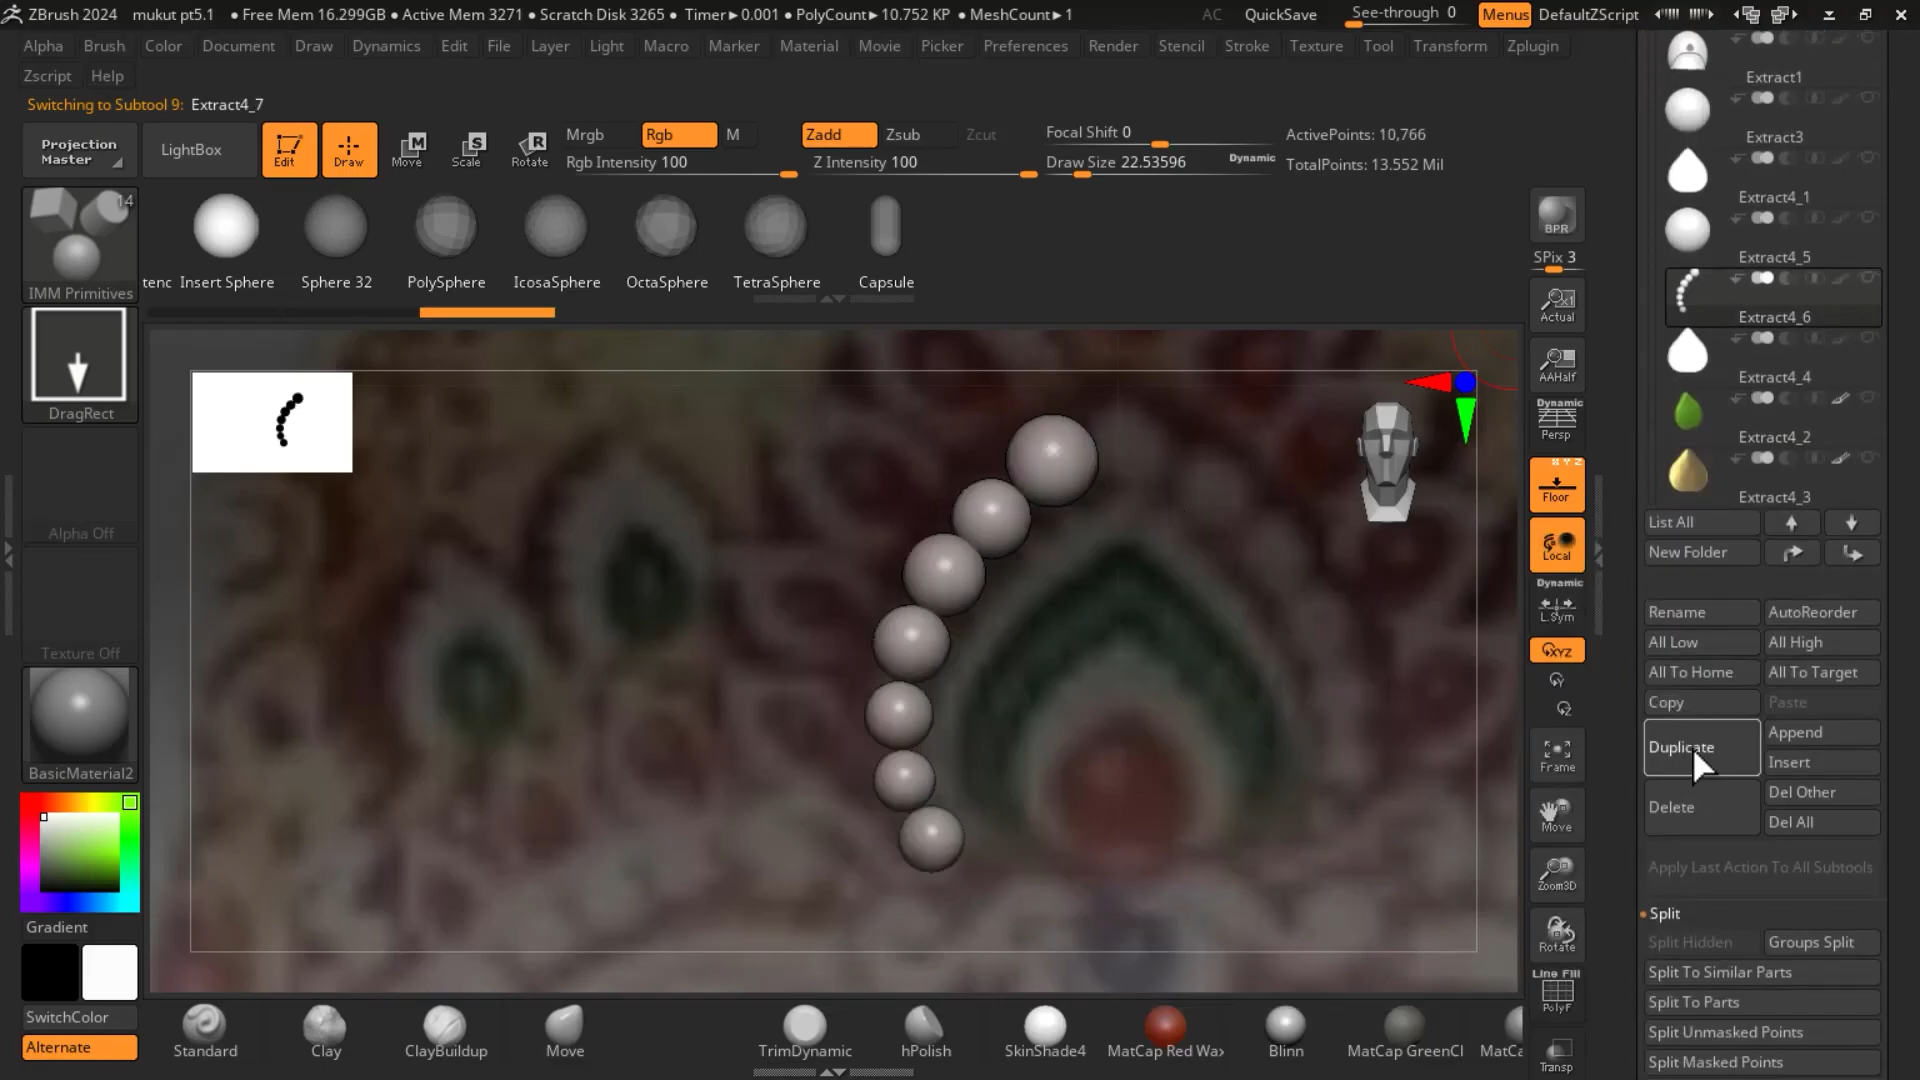 ZBrush 2024 mukut pt5.1 • Free Mem 16.299GB • Active Mem 3271 • Scratch Disk 3265 • Timer►0.001 • PolyCount►10.752 KP • MeshCount►1 AC QuickSave See-through 0 Menus DefaultZScript
Alpha Brush Color Document Draw Dynamics Edit File Layer Light Macro Marker Material Movie Picker Preferences Render Stencil Stroke Texture Tool Transform Zplugin
Zscript Help
Switching to Subtool 9: Extract4_7
Projection Master
LightBox
Edit
Draw
Move
Scale
Rotate
Mrgb Rgb M
Rgb Intensity 100
Zadd Zsub Zcut
Z Intensity 100
Focal Shift 0
Draw Size 22.53596 Dynamic
ActivePoints: 10,766
TotalPoints: 13.552 Mil
14
IMM Primitives
tenc Insert Sphere Sphere 32 PolySphere IcosaSphere OctaSphere TetraSphere Capsule
DragRect
Alpha Off
Texture Off
BasicMaterial2
Gradient
SwitchColor
Alternate
Standard Clay ClayBuildup Move TrimDynamic hPolish SkinShade4 MatCap Red Wax Blinn MatCap GreenCl MatCa
BPR
SPix 3
Actual
AAHalf
Dynamic
Persp
X Y Z
Floor
Local
Dynamic
L.Sym
XYZ
Y
Z
Frame
Move
Zoom3D
Rotate
Line Fill
PolyF
Transp
Extract1
Extract3
Extract4_1
Extract4_5
Extract4_6
Extract4_4
Extract4_2
Extract4_3
List All
New Folder
Rename AutoReorder
All Low All High
All To Home All To Target
Copy Paste
Duplicate Append
Insert
Delete Del Other
Del All
Apply Last Action To All Subtools
Split
Split Hidden Groups Split
Split To Similar Parts
Split To Parts
Split Unmasked Points
Split Masked Points